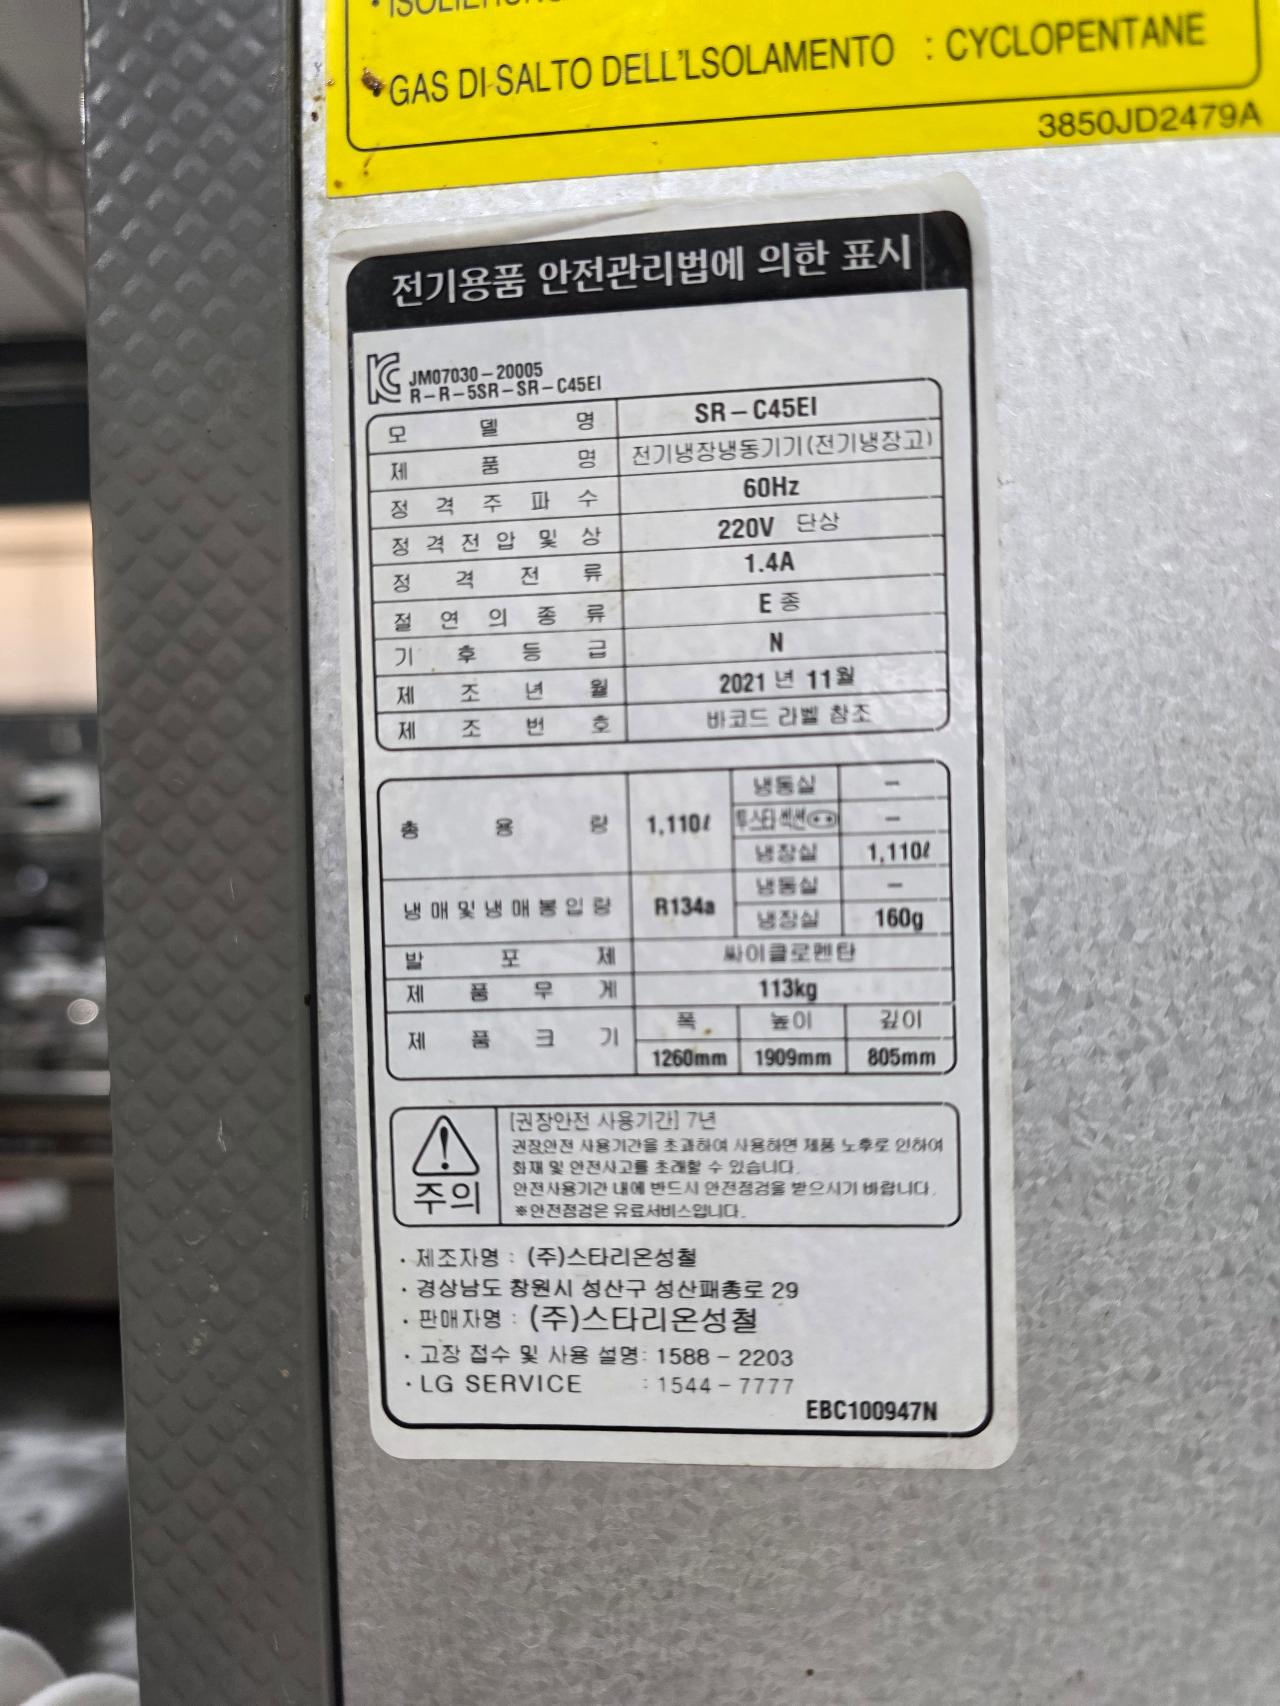 · GAS DI SALTO DELL'LSOLAMENTO : CYCLOPENTANE
3850JD2479A
전기용품 안전관리법에 의한 표시
JM07030-20005
R-R-5SR-SR-C45EI
모 델 명 SR-C45EI
제 품 명 전기냉장냉동기기(전기냉장고)
정 격 주 파 수 60Hz
정 격 전 압 및 상 220V 단상
정 격 전 류 1.4A
절 연 의 종 류 E 종
기 후 등 급 N
제 조 년 월 2021 년 11 월
제 조 번 호 바코드 라벨 참조
총 용 량 1,110ℓ
냉동실 -
투스타섹션 -
냉장실 1,110ℓ
냉 매 및 냉 매 봉 입 량 R134a
냉동실 -
냉장실 160g
발 포 제 싸이클로펜탄
제 품 무 게 113kg
제 품 크 기 폭 높이 깊이
1260mm 1909mm 805mm
주의
[권장안전 사용기간] 7년
권장안전 사용기간을 초과하여 사용하면 제품 노후로 인하여
화재 및 안전사고를 초래할 수 있습니다.
안전사용기간 내에 반드시 안전점검을 받으시기 바랍니다.
※안전점검은 유료서비스입니다.
· 제조자명 : (주)스타리온성철
· 경상남도 창원시 성산구 성산패총로 29
· 판매자명 : (주)스타리온성철
· 고장 접수 및 사용 설명 : 1588-2203
· LG SERVICE : 1544-7777
EBC100947N